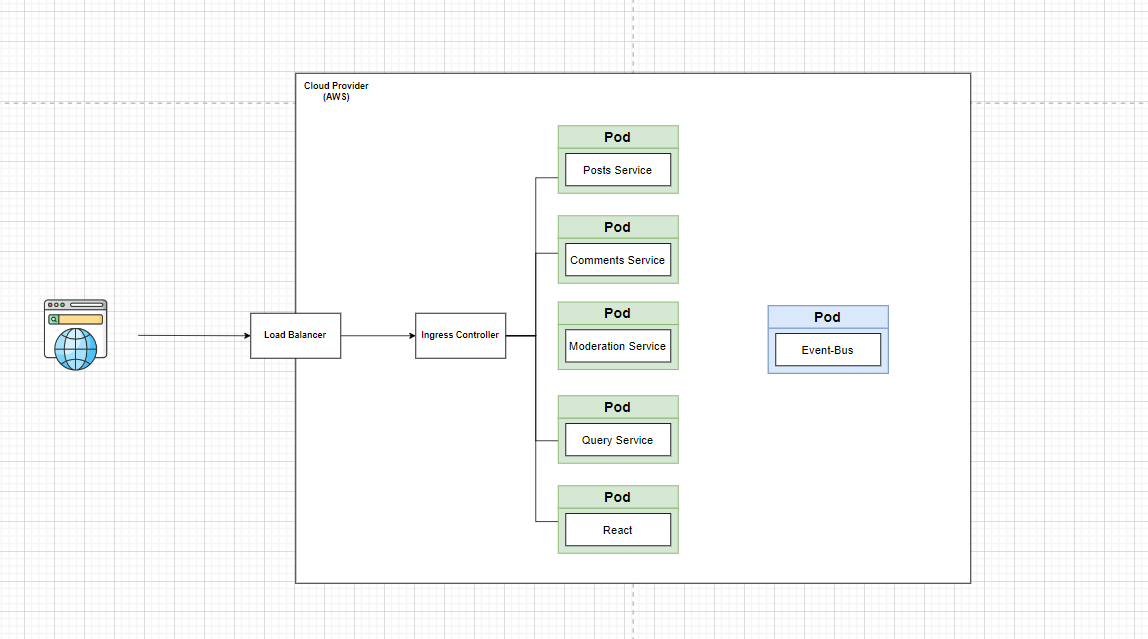 Cloud Provider
(AWS)
Pod
Posts Service
Pod
Comments Service
Load Balancer
Ingress Controller
Pod
Moderation Service
Pod
Event-Bus
Pod
Query Service
Pod
React